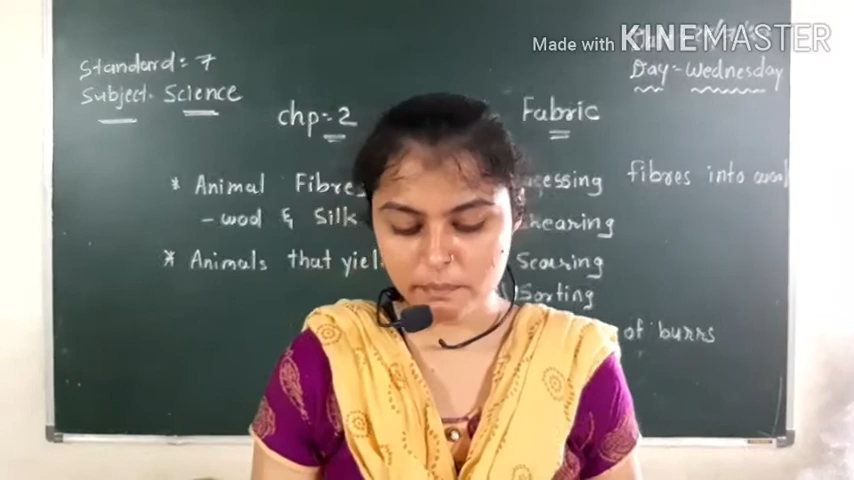 Made with KINEMASTER
Standard:- 7
Day:- Wednesday
Subject:- Science
chp:- 2
Fabric
* Animal Fibres
fibres into
- wool & Silk
* Animals that yiel
Scouring
Sorting
of burrs